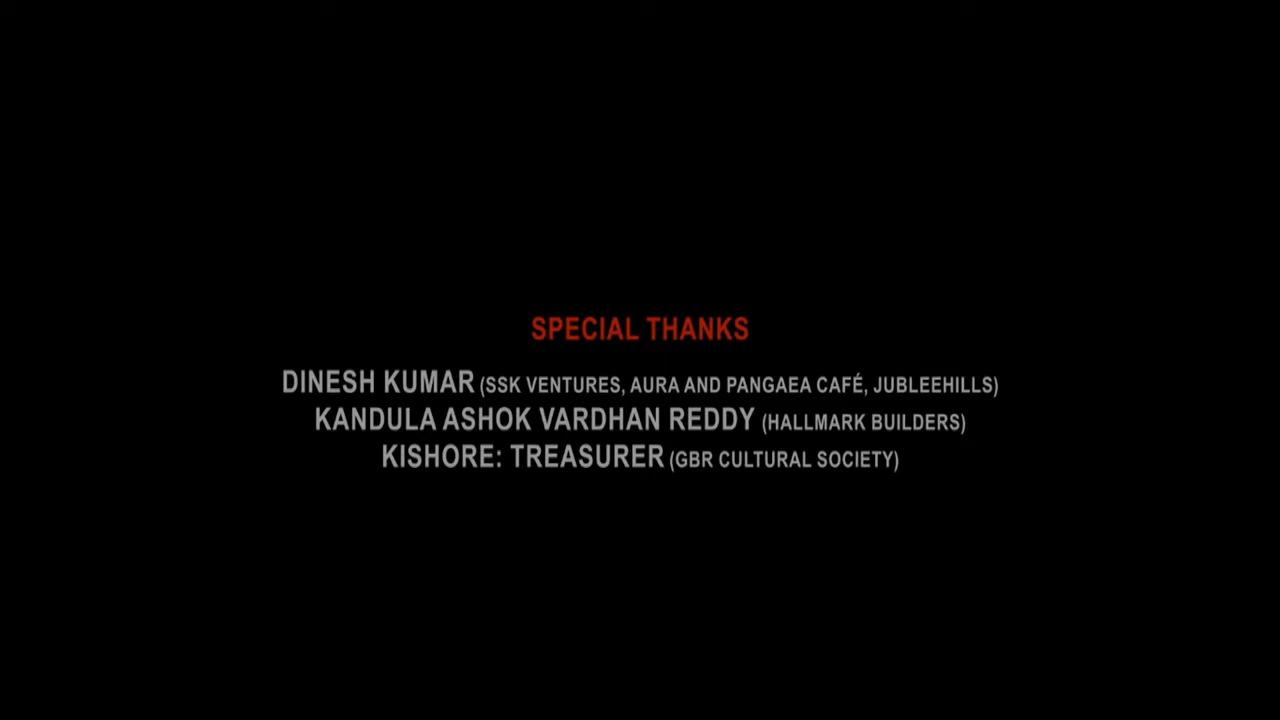 SPECIAL THANKS
DINESH KUMAR (SSK VENTURES, AURA AND PANGAEA CAFÉ, JUBLEEHILLS)
KANDULA ASHOK VARDHAN REDDY (HALLMARK BUILDERS)
KISHORE: TREASURER (GBR CULTURAL SOCIETY)